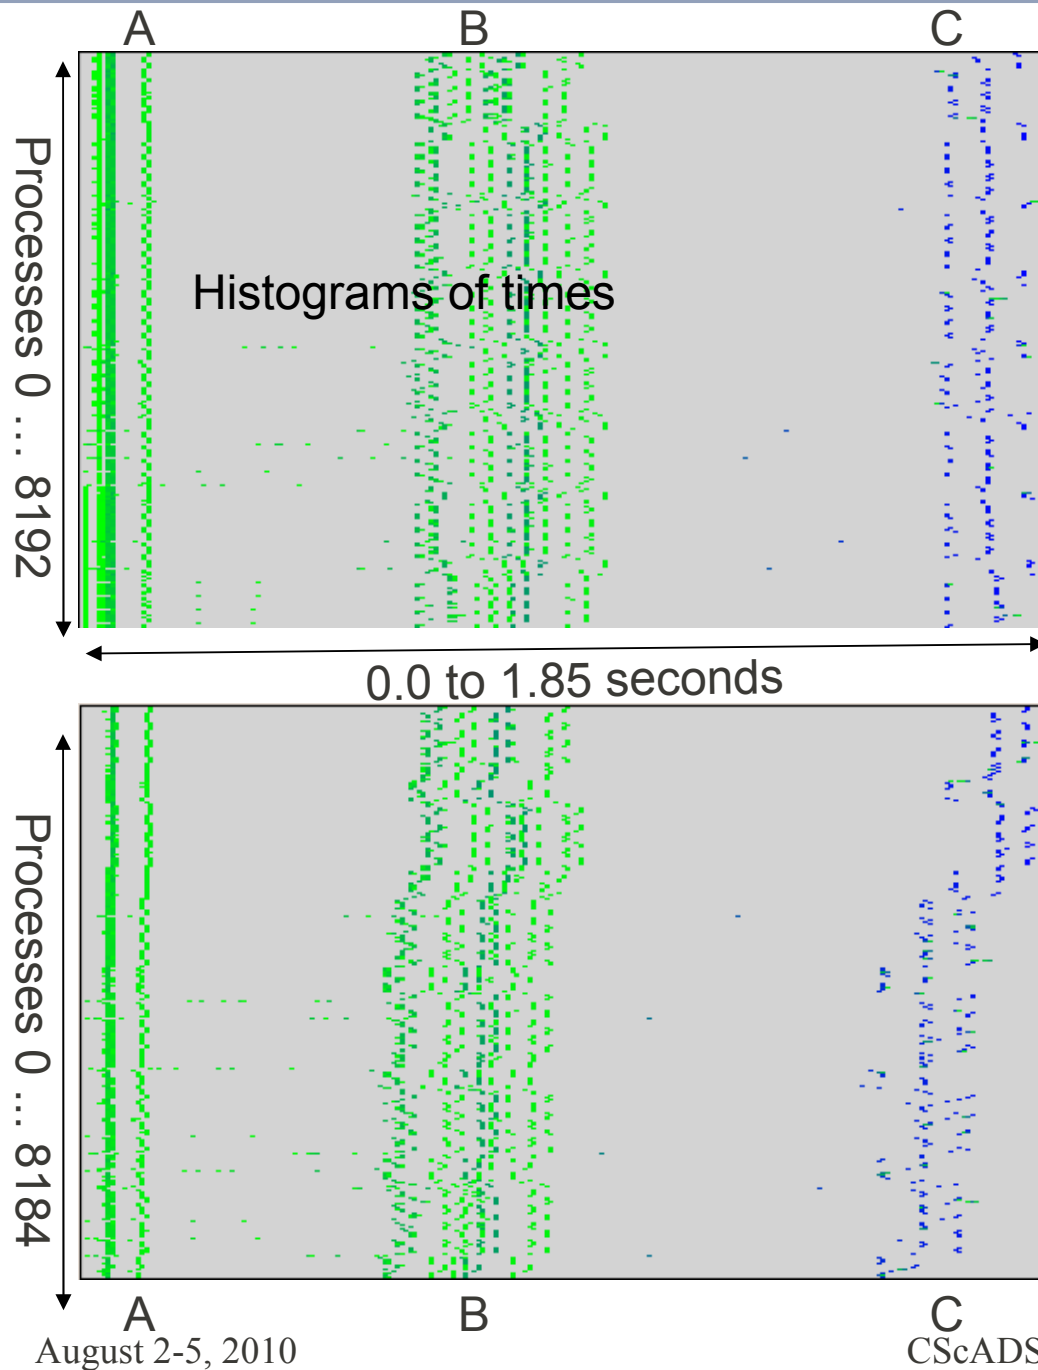 A B C
Processes 0 ... 8192
Histograms of times
0.0 to 1.85 seconds
Processes 0 ... 8184
A B C
August 2-5, 2010 CScADS